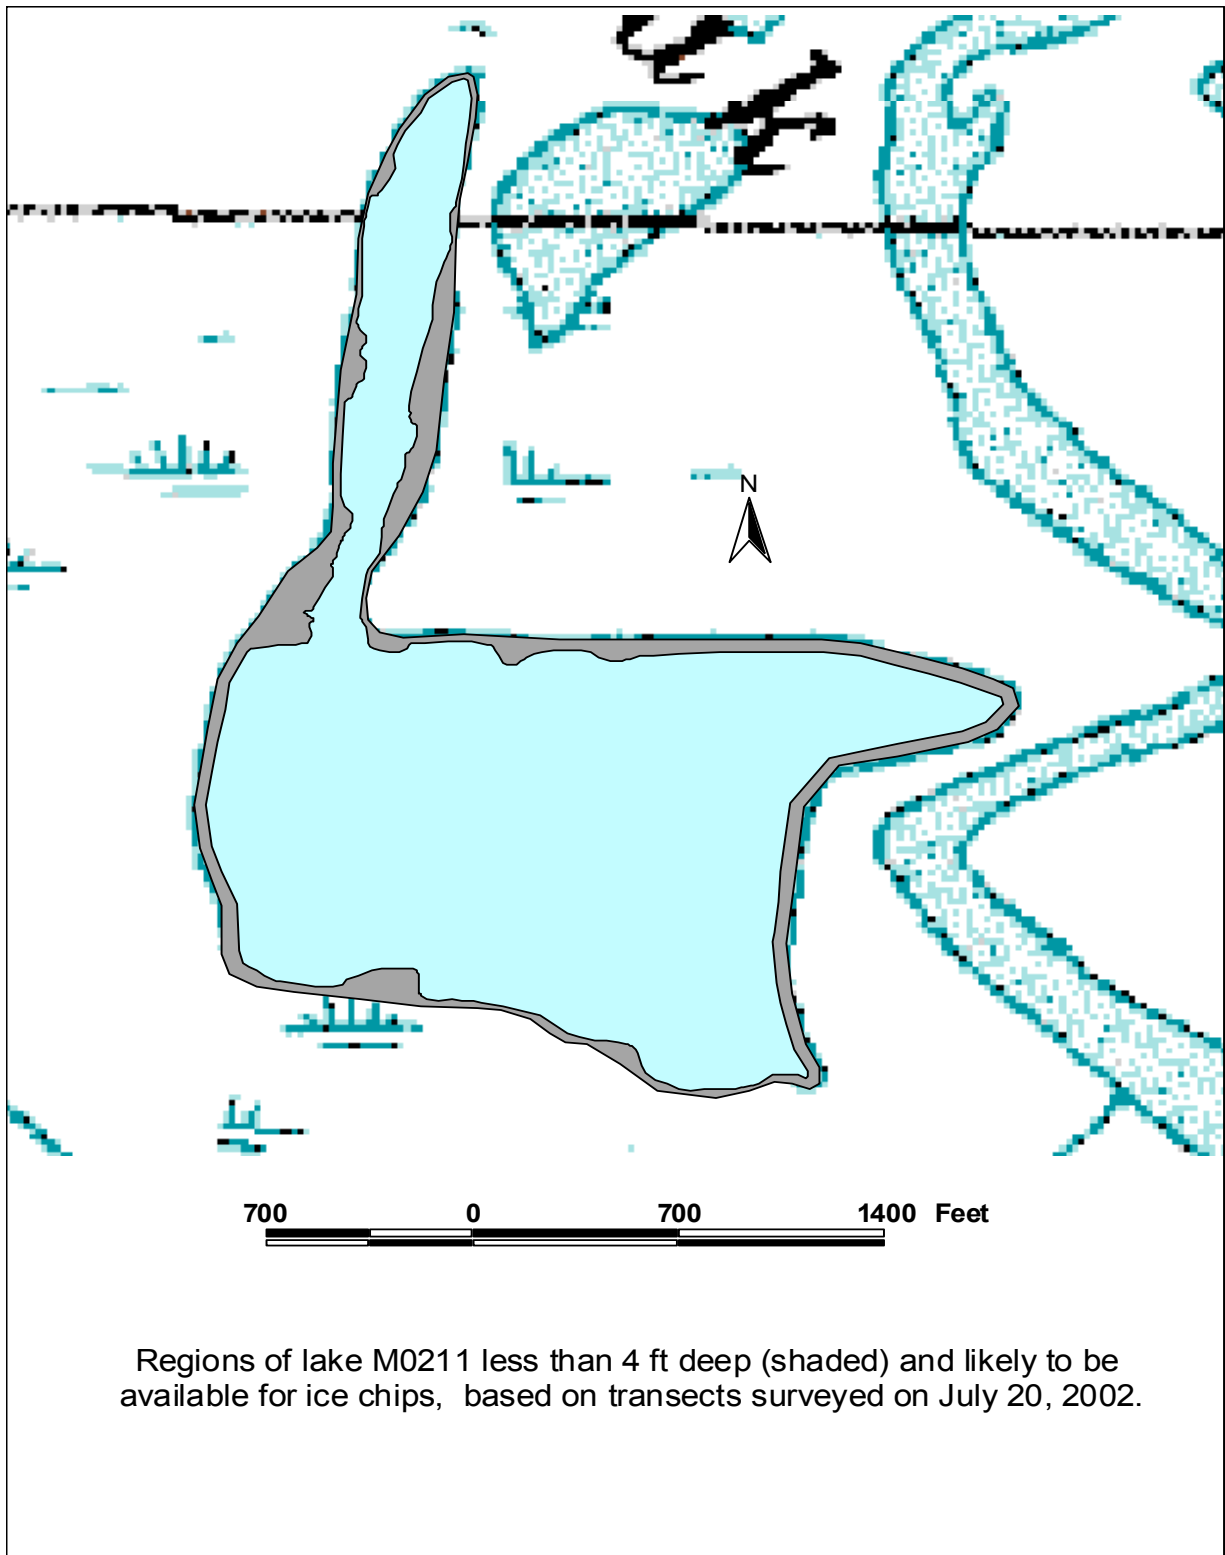 N
700 0 700 1400 Feet
Regions of lake M0211 less than 4 ft deep (shaded) and likely to be
available for ice chips, based on transects surveyed on July 20, 2002.